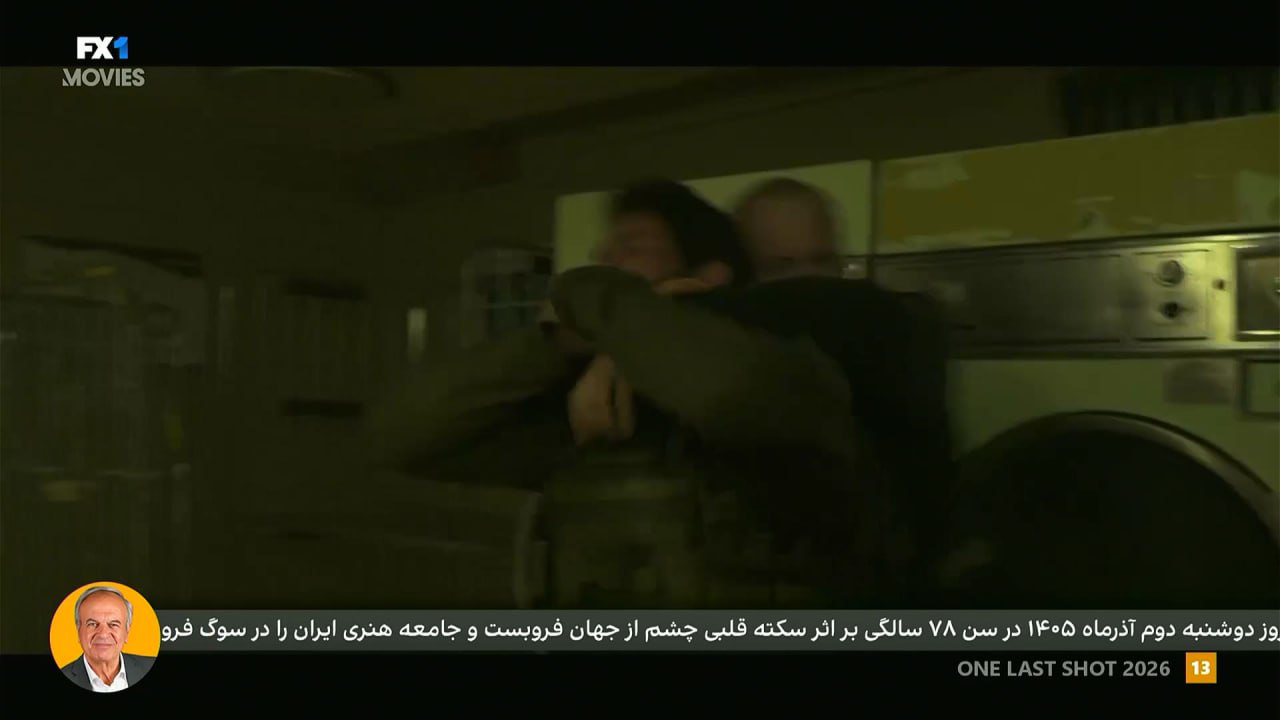 FX1
MOVIES
دوشنبه دوم آذرماه ۱۴۰۵ در سن ۷۸ سالگی بر اثر سکته قلبی چشم از جهان فروبست و جامعه هنری ایران را در سوگ
ONE LAST SHOT 2026
13